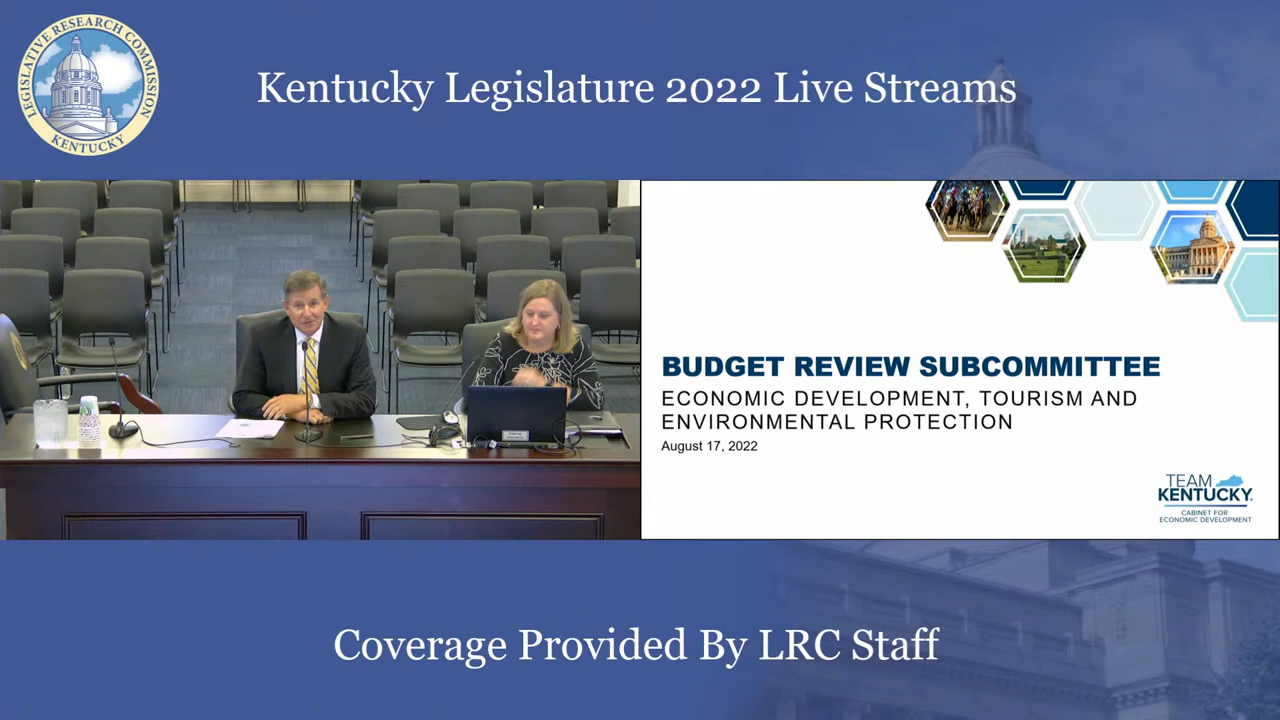 LEGISLATIVE RESEARCH COMMISSION
KENTUCKY
Kentucky Legislature 2022 Live Streams
BUDGET REVIEW SUBCOMMITTEE
ECONOMIC DEVELOPMENT, TOURISM AND
ENVIRONMENTAL PROTECTION
August 17, 2022
TEAM
KENTUCKY
CABINET FOR
ECONOMIC DEVELOPMENT
Coverage Provided By LRC Staff